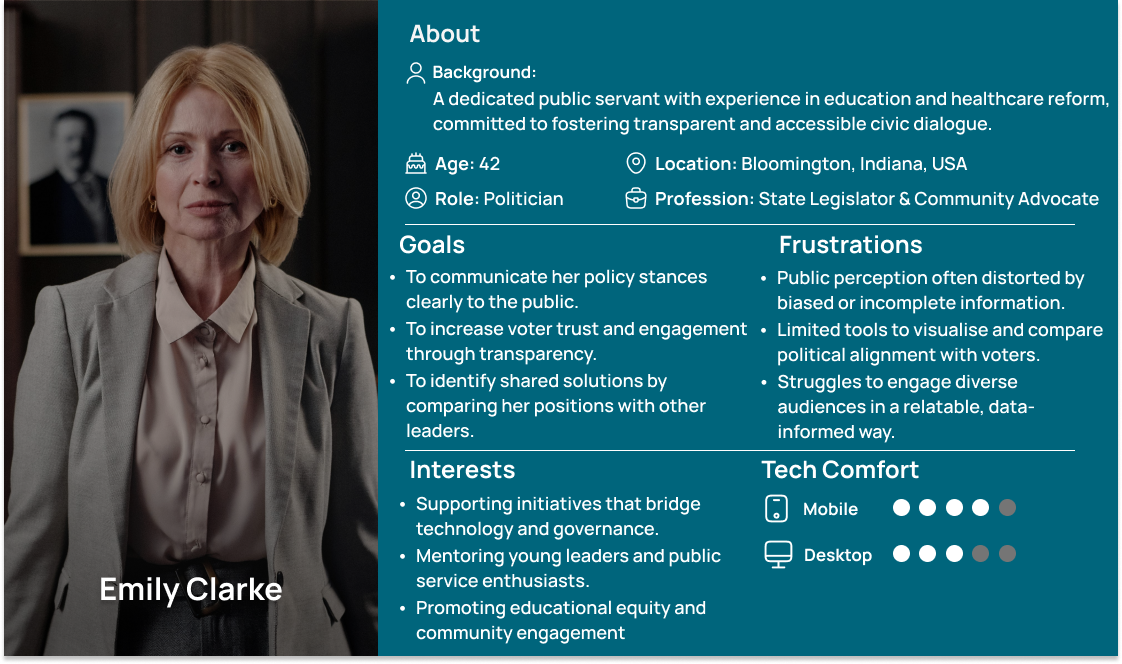 About
Background:
A dedicated public servant with experience in education and healthcare reform,
committed to fostering transparent and accessible civic dialogue.
Age: 42
Location: Bloomington, Indiana, USA
Role: Politician
Profession: State Legislator & Community Advocate
Goals
• To communicate her policy stances
clearly to the public.
• To increase voter trust and engagement
through transparency.
• To identify shared solutions by
comparing her positions with other
leaders.
Frustrations
• Public perception often distorted by
biased or incomplete information.
• Limited tools to visualise and compare
political alignment with voters.
• Struggles to engage diverse
audiences in a relatable, data-
informed way.
Interests
• Supporting initiatives that bridge
technology and governance.
• Mentoring young leaders and public
service enthusiasts.
• Promoting educational equity and
community engagement
Tech Comfort
Mobile
Desktop
Emily Clarke